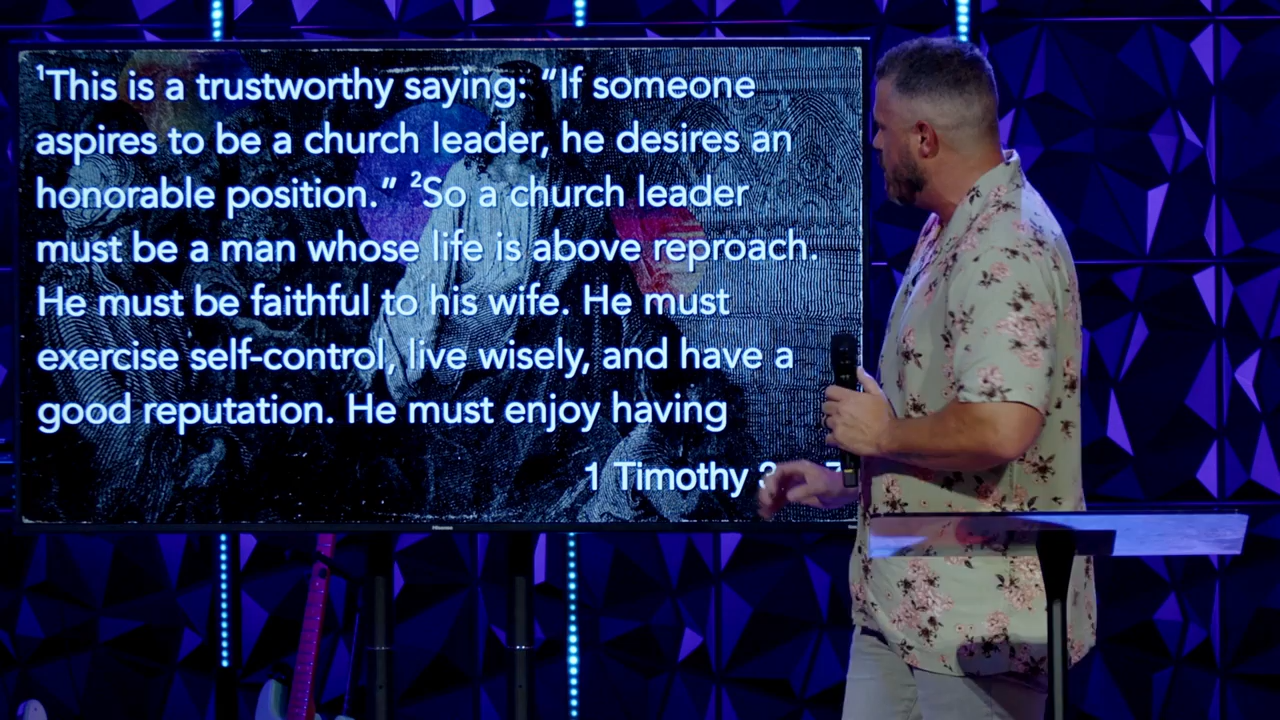 ¹This is a trustworthy saying: “If someone
aspires to be a church leader, he desires an
honorable position.” ²So a church leader
must be a man whose life is above reproach.
He must be faithful to his wife. He must
exercise self-control, live wisely, and have a
good reputation. He must enjoy having
1 Timothy 3
Hisense